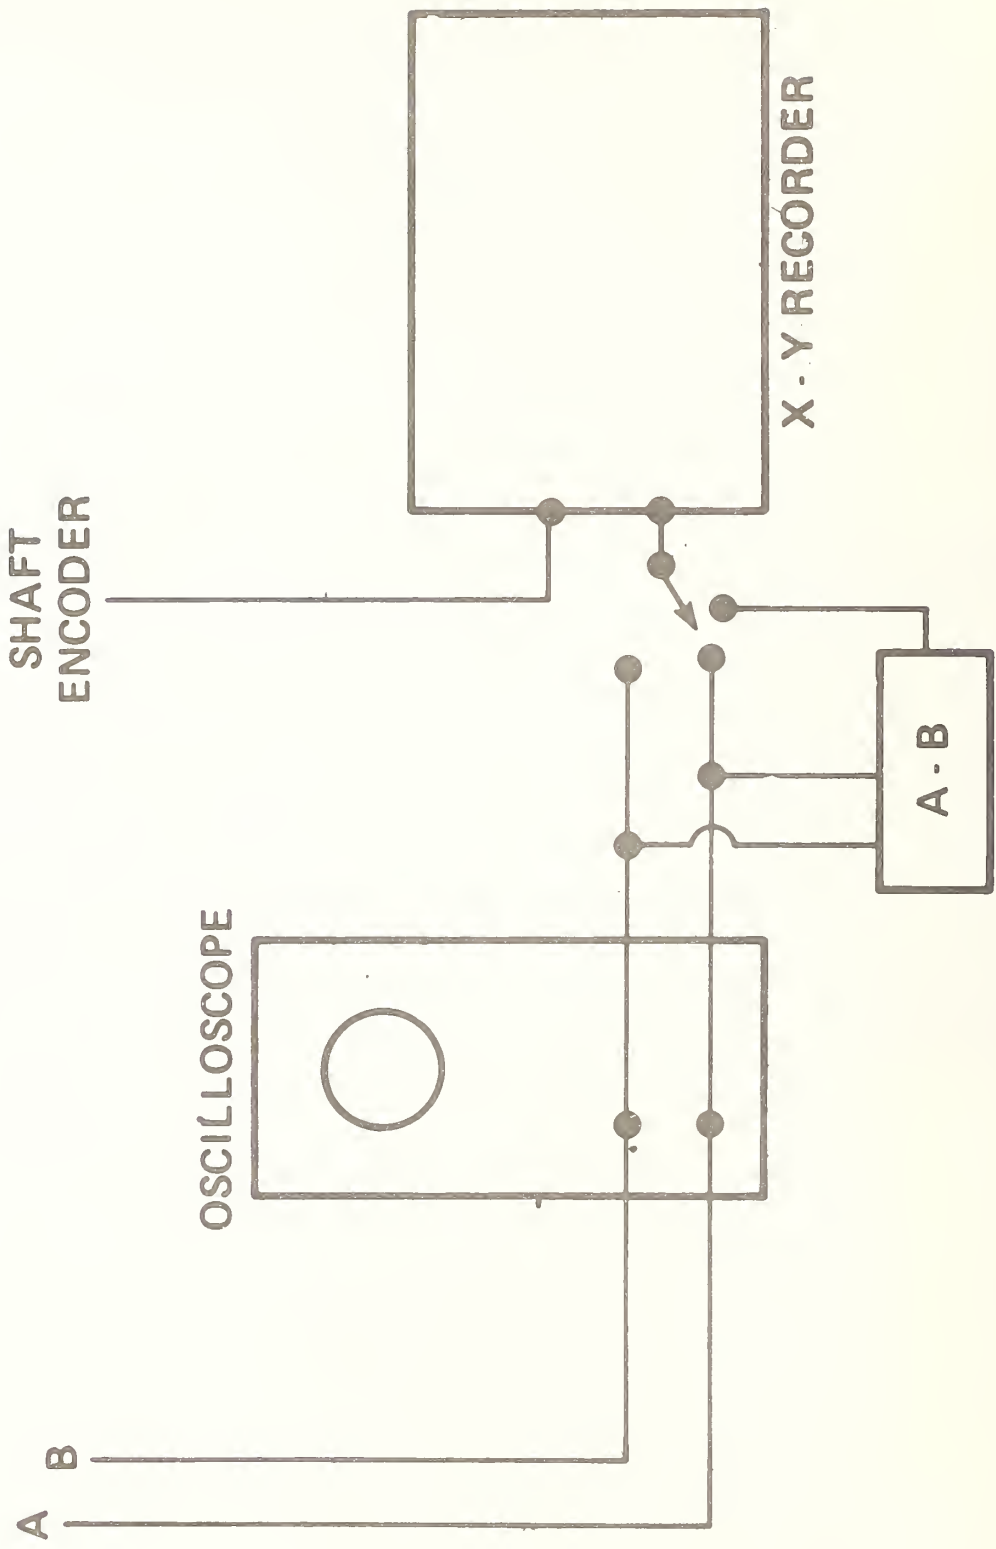 A
B
OSCILLOSCOPE
SHAFT
ENCODER
X - Y RECORDER
A - B